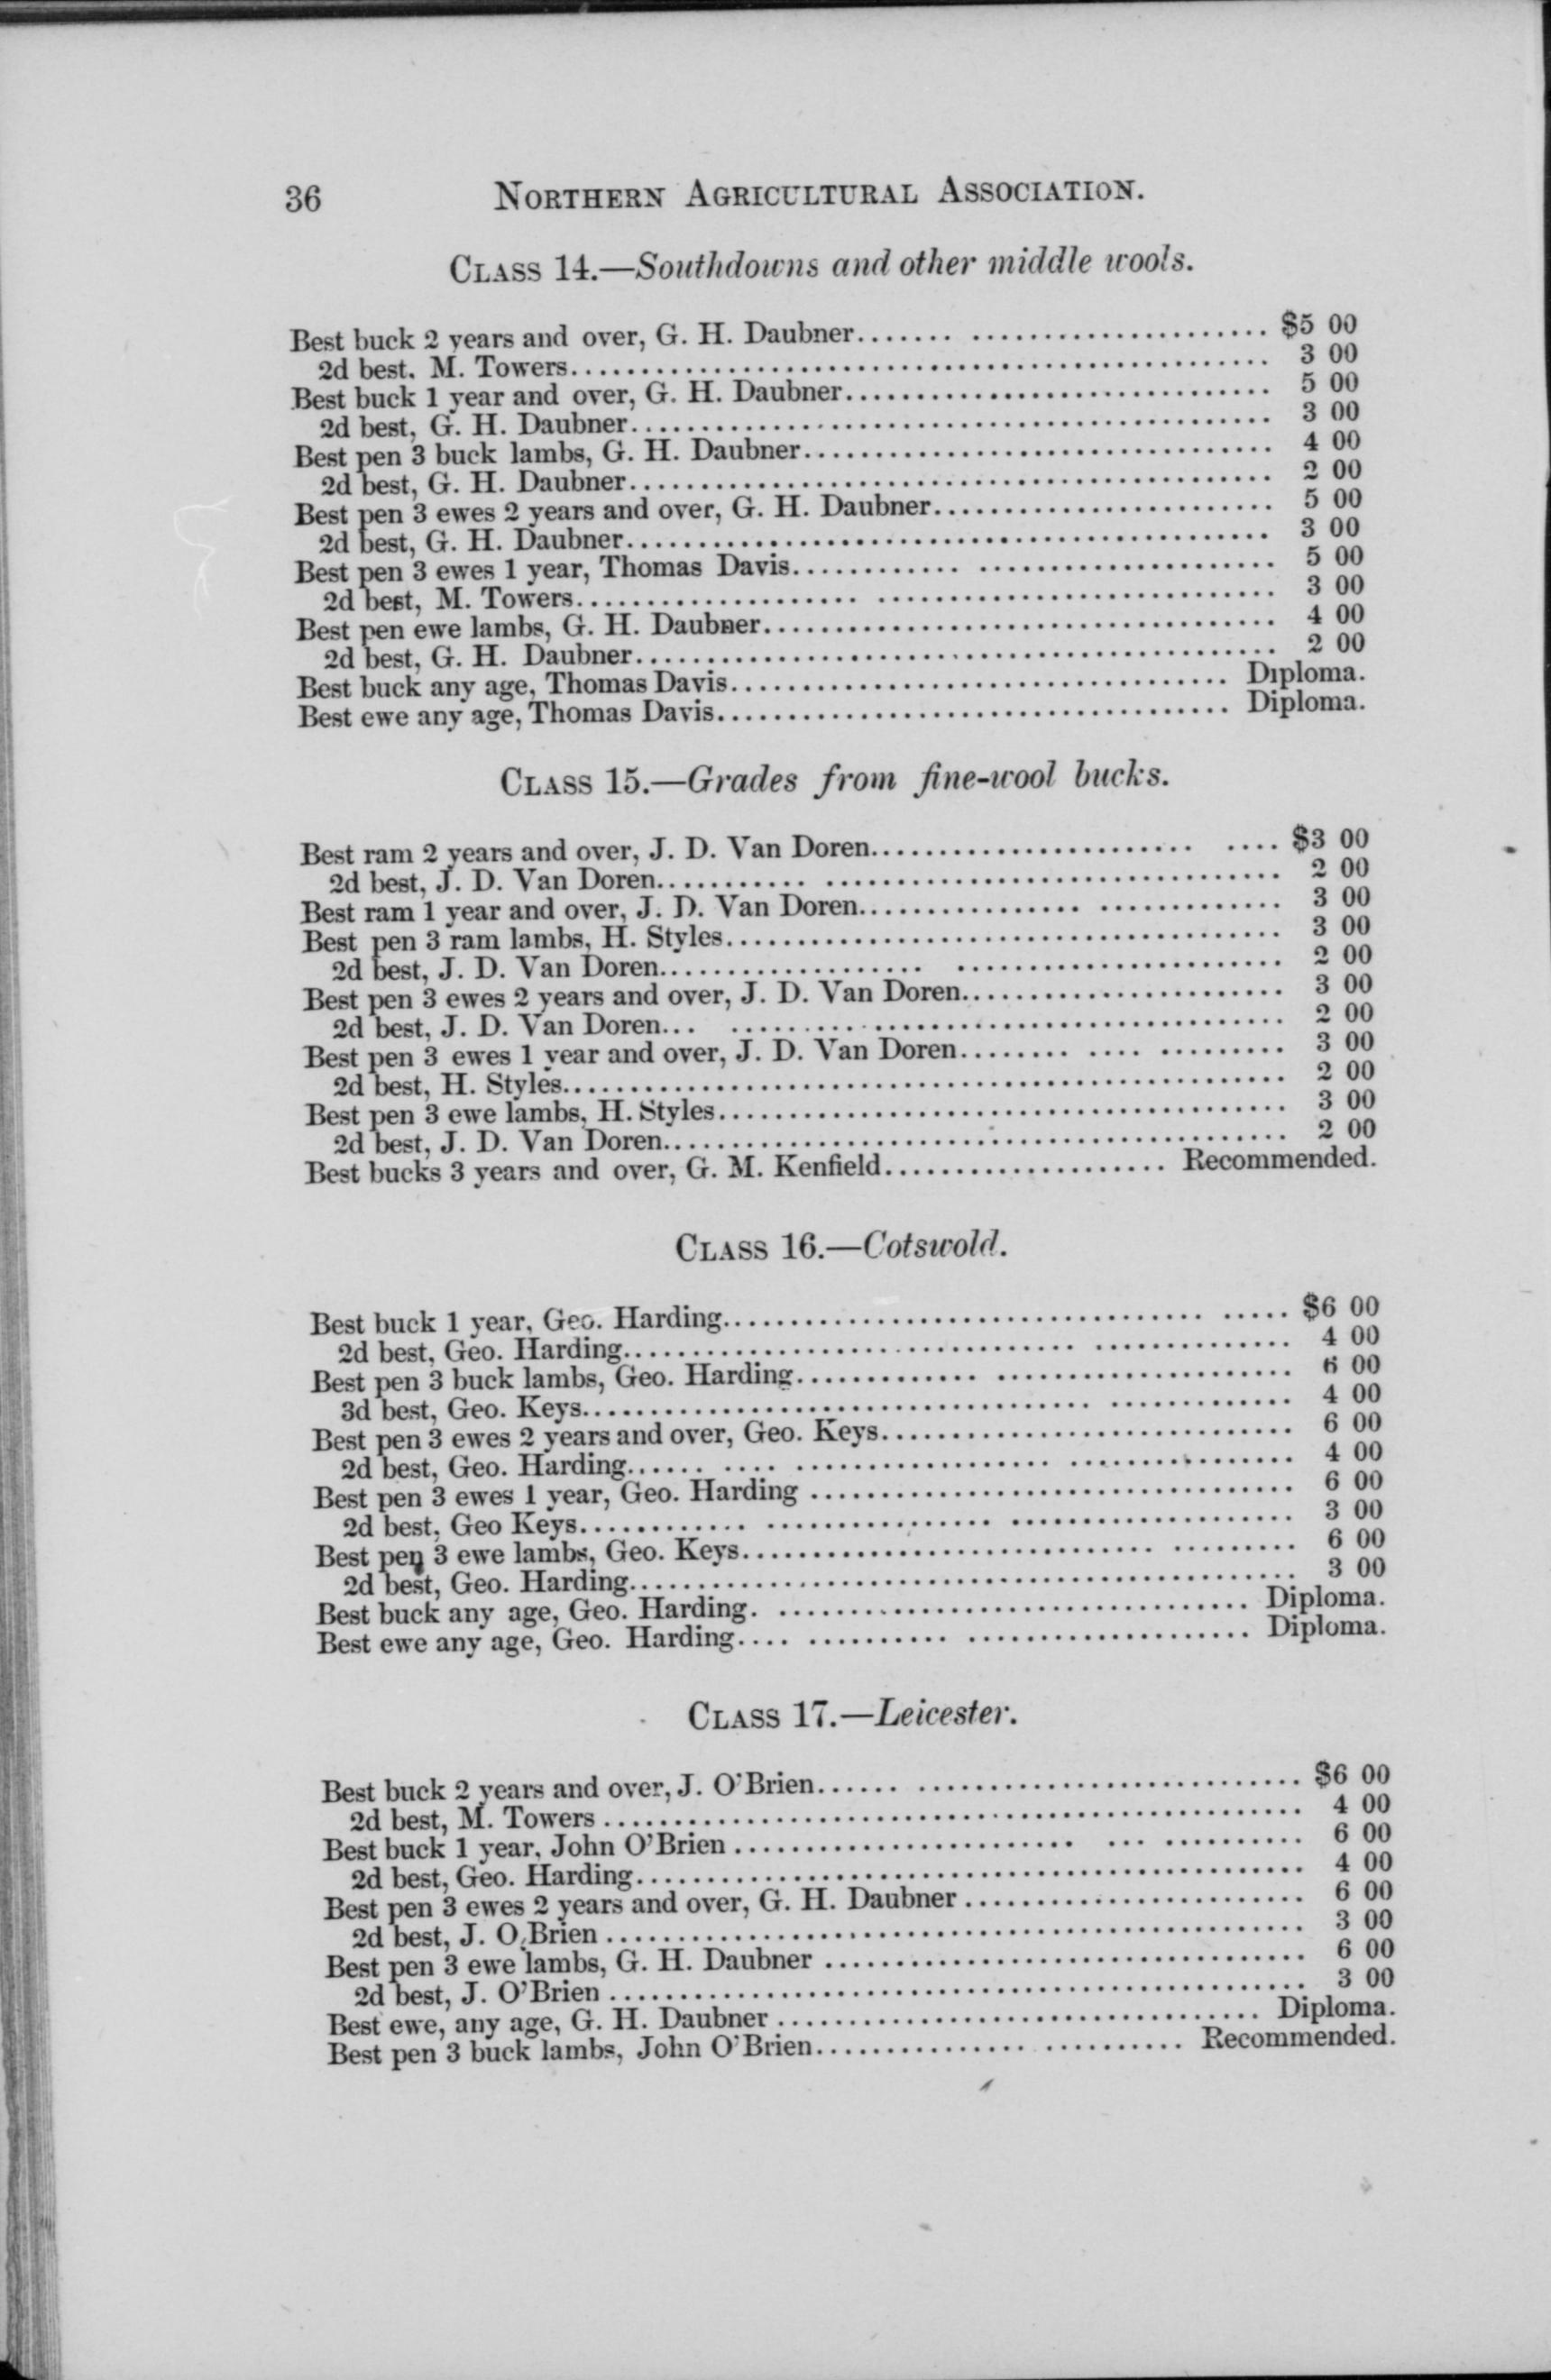 36 NORTHERN AGRICULTURAL ASSOCIATION.
CLASS 14.—Southdowns and other middle wools.
Best buck 2 years and over, G. H. Daubner........ ..................... $5 00
2d best. M. Towers................................................. 3 00
Best buck 1 year and over, G. H. Daubner.............................. 5 00
2d best, G. H. Daubner............................................. 3 00
Best pen 3 buck lambs, G. H. Daubner................................. 4 00
2d best, G. H. Daubner............................................. 2 00
Best pen 3 ewes 2 years and over, G. H. Daubner........................ 5 00
2d best, G. H. Daubner............................................. 3 00
Best pen 3 ewes 1 year, Thomas Davis............ ..................... 5 00
2d best, M. Towers.................... ............................ 3 00
Best pen ewe lambs, G. H. Daubner.................................... 4 00
2d best, G. H. Daubner............................................. 2 00
Best buck any age, Thomas Davis................................... Diploma.
Best ewe any age, Thomas Davis.................................... Diploma.
CLASS 15.—Grades from fine-wool bucks.
Best ram 2 years and over, J. D. Van Doren....................... .... $3 00
2d best, J. D. Van Doren........... ................................ 2 00
Best ram 1 year and over, J. D. Van Doren................ ............. 3 00
Best pen 3 ram lambs, H. Styles....................................... 3 00
2d best, J. D. Van Doren................... ....................... 2 00
Best pen 3 ewes 2 years and over, J. D. Van Doren....................... 3 00
2d best, J. D. Van Doren... ....................................... 2 00
Best pen 3 ewes 1 year and over, J. D. Van Doren........ .... ......... 3 00
2d best, H. Styles.................................................. 2 00
Best pen 3 ewe lambs, H. Styles........................................ 3 00
2d best, J. D. Van Doren............................................ 2 00
Best bucks 3 years and over, G. M. Kenfield.................... Recommended.
CLASS 16.—Cotswold.
Best buck 1 year, Geo. Harding.................................. ..... $6 00
2d best, Geo. Harding................................ .............. 4 00
Best pen 3 buck lambs, Geo. Harding............. ..................... 6 00
3d best, Geo. Keys.................................... ............. 4 00
Best pen 3 ewes 2 years and over, Geo. Keys............................. 6 00
2d best, Geo. Harding...... .... .................. ................ 4 00
Best pen 3 ewes 1 year, Geo. Harding .................................. 6 00
2d best, Geo Keys............ ................ .................... 3 00
Best pen 3 ewe lambs, Geo. Keys............................. ......... 6 00
2d best, Geo. Harding............................................... 3 00
Best buck any age, Geo. Harding. ................................. Diploma.
Best ewe any age, Geo. Harding.... .......... .................... Diploma.
CLASS 17.—Leicester.
Best buck 2 years and over, J. O'Brien...... ........................... $6 00
2d best, M. Towers ................................................. 4 00
Best buck 1 year, John O'Brien ........................ ... .......... 6 00
2d best, Geo. Harding............................................... 4 00
Best pen 3 ewes 2 years and over, G. H. Daubner ........................ 6 00
2d best, J. O'Brien ................................................. 3 00
Best pen 3 ewe lambs, G. H. Daubner .................................. 6 00
2d best, J. O'Brien ................................................. 3 00
Best ewe, any age, G. H. Daubner .................................. Diploma.
Best pen 3 buck lambs, John O'Brien............... .......... Recommended.